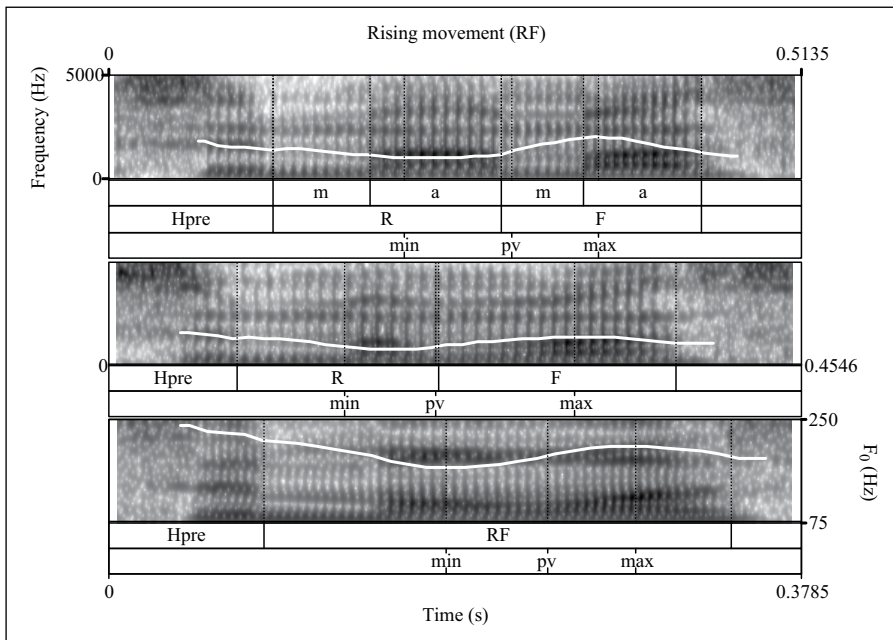 Rising movement (RF)
0 0.5135
5000
Frequency (Hz)
0
m a m a
Hpre R F
min pv max
0 0.4546
Hpre R F
min pv max
250
F0 (Hz)
75
Hpre RF
min pv max
0 0.3785
Time (s)